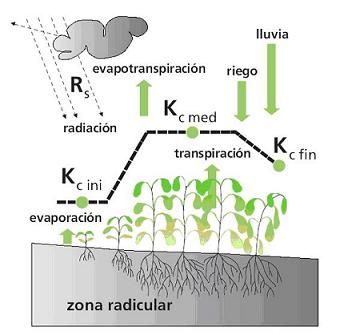 lluvia
evapotranspiración
riego
Rs
radiación
Kc med
transpiración
Kc fin
Kc ini
evaporación
zona radicular